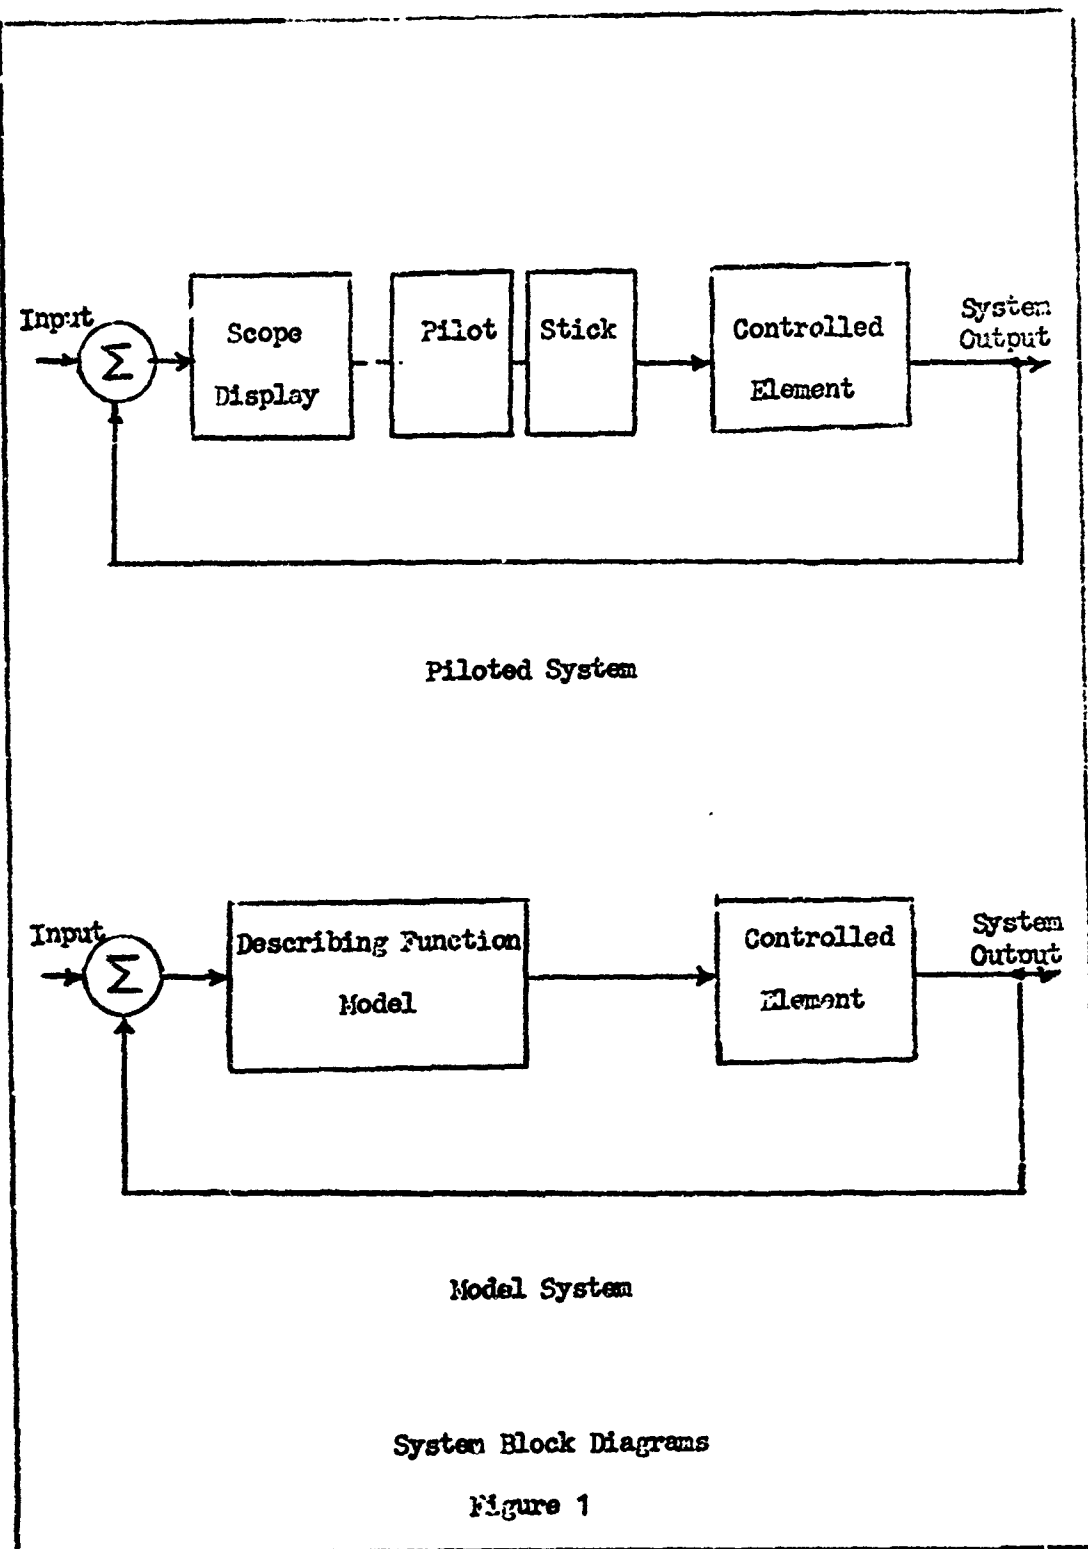 Input
Σ
Scope
Display
Pilot
Stick
Controlled
Element
System
Output
Piloted System
Input
Σ
Describing Function
Model
Controlled
Element
System
Output
Model System
System Block Diagrams
Figure 1